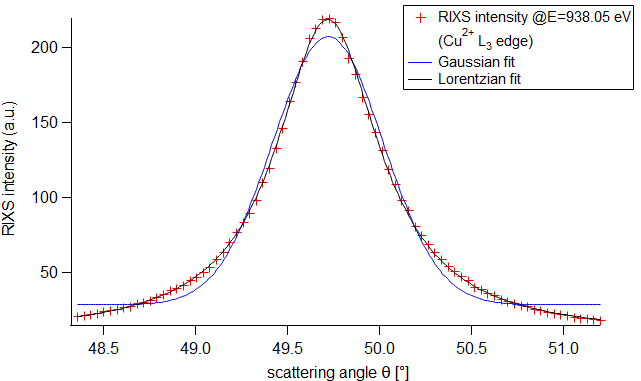 RIXS intensity @E=938.05 eV
(Cu²⁺ L₃ edge)
Gaussian fit
Lorentzian fit
200
150
100
50
RIXS intensity (a.u.)
48.5 49.0 49.5 50.0 50.5 51.0
scattering angle θ [°]